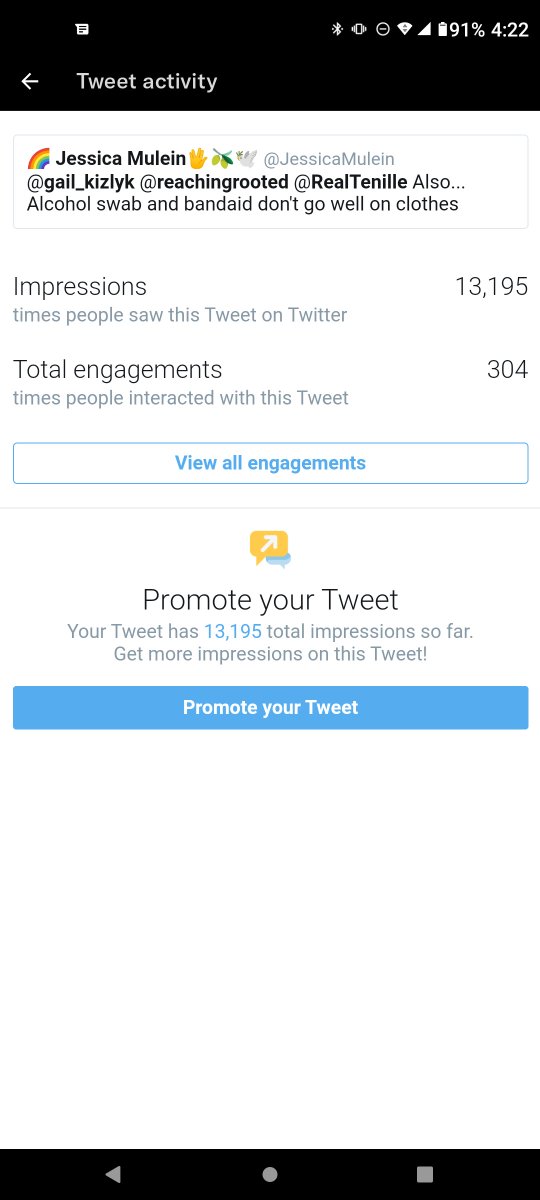 91% 4:22
Tweet activity
🌈 Jessica Mulein🖖🫒🕊️ @JessicaMulein
@gail_kizlyk @reachingrooted @RealTenille Also...
Alcohol swab and bandaid don't go well on clothes
Impressions 13,195
times people saw this Tweet on Twitter
Total engagements 304
times people interacted with this Tweet
View all engagements
Promote your Tweet
Your Tweet has 13,195 total impressions so far.
Get more impressions on this Tweet!
Promote your Tweet